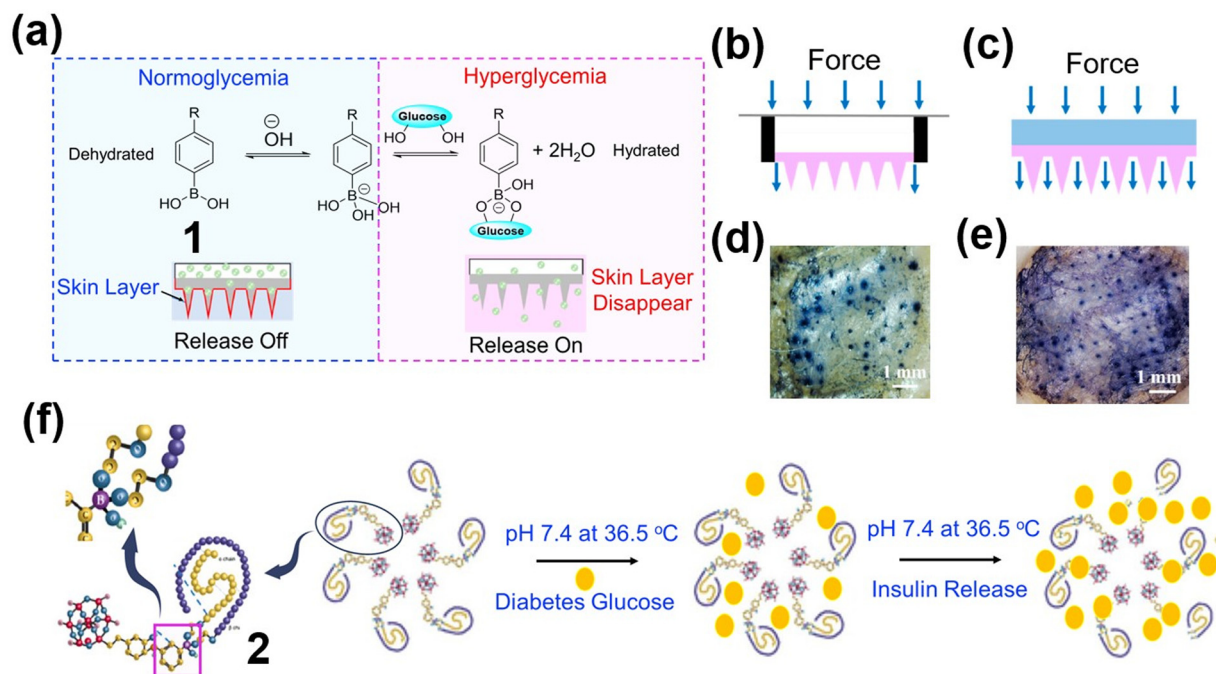 (a)
Normoglycemia
Hyperglycemia
R
⊖
OH
R
Glucose
HO OH
R
Dehydrated
+ 2H₂O
Hydrated
HO B OH
B ⊖ OH
HO OH
OH
B
O ⊖ O
Glucose
1
Skin Layer
Release Off
Skin Layer
Disappear
Release On
(b)
Force
(c)
Force
(d)
1 mm
(e)
1 mm
(f)
B
C
2
pH 7.4 at 36.5 °C
Diabetes Glucose
pH 7.4 at 36.5 °C
Insulin Release